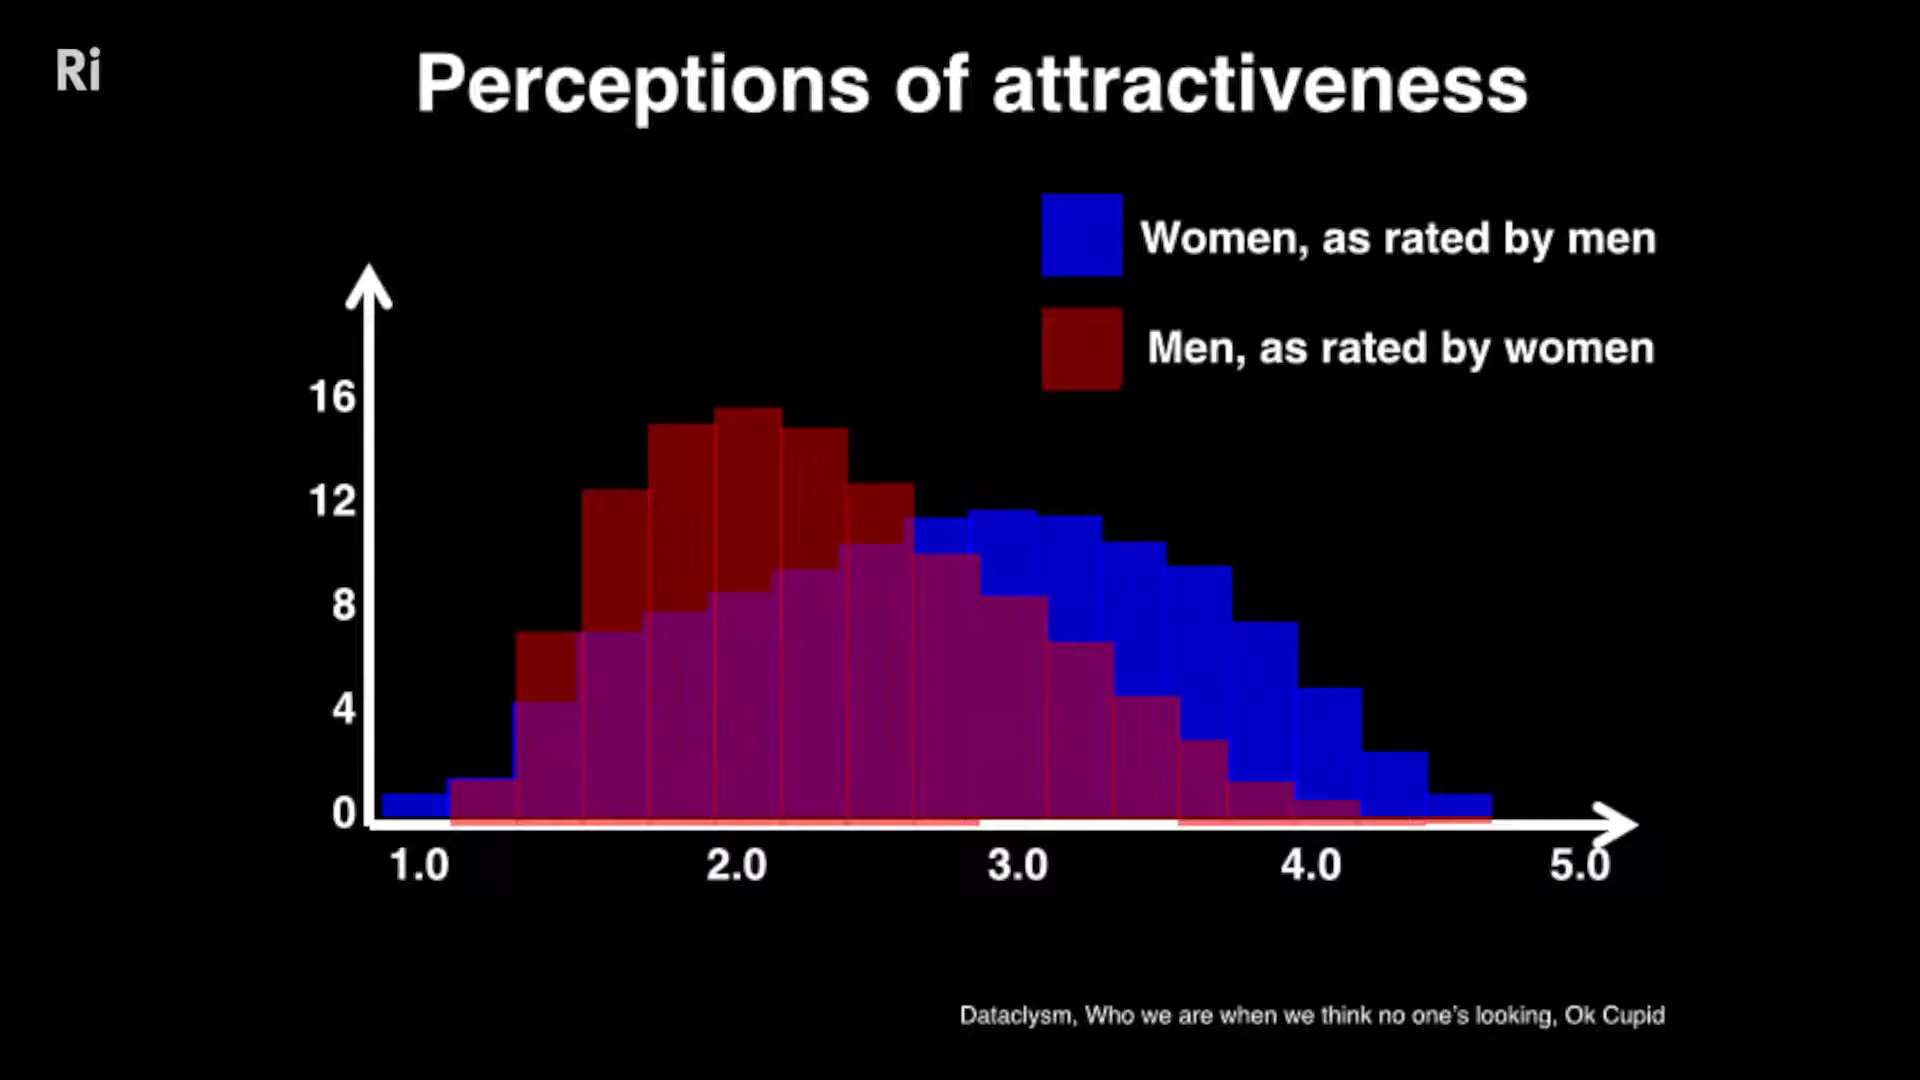 Ri
Perceptions of attractiveness
Women, as rated by men
Men, as rated by women
16
12
8
4
0
1.0 2.0 3.0 4.0 5.0
Dataclysm, Who we are when we think no one's looking, Ok Cupid